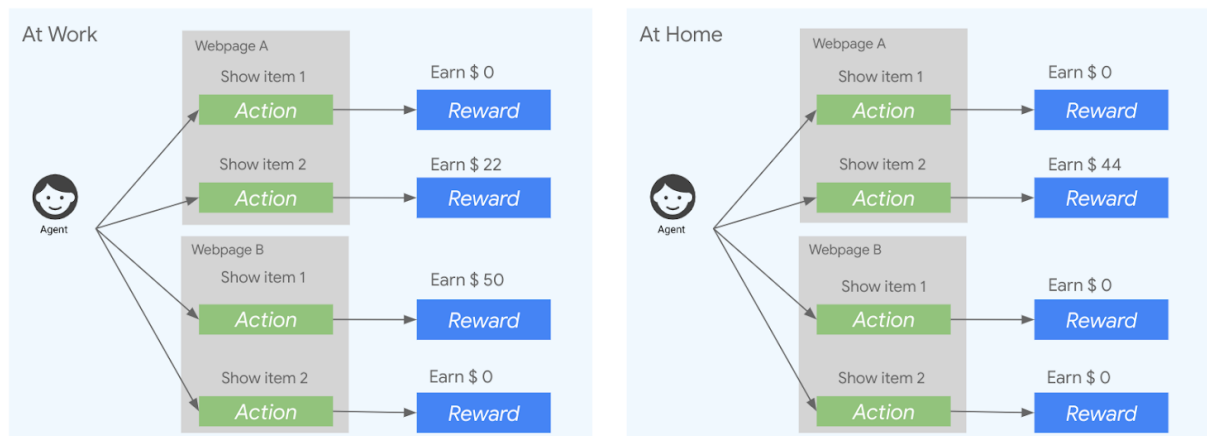 At Work
Webpage A
Show item 1
Earn $ 0
Action
Reward
Show item 2
Earn $ 22
Action
Reward
Agent
Webpage B
Show item 1
Earn $ 50
Action
Reward
Show item 2
Earn $ 0
Action
Reward
At Home
Webpage A
Show item 1
Earn $ 0
Action
Reward
Show item 2
Earn $ 44
Action
Reward
Agent
Webpage B
Show item 1
Earn $ 0
Action
Reward
Show item 2
Earn $ 0
Action
Reward